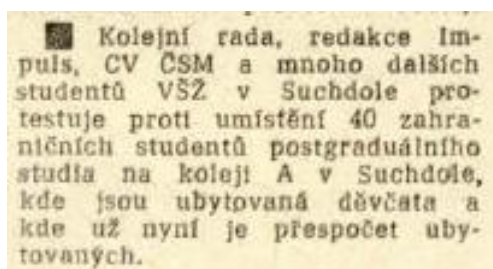 Kolejní rada, redakce Im-
puls, CV ČSM a mnoho dalších
studentů VŠŽ v Suchdole pro-
testuje proti umístění 40 zahra-
ničních studentů postgraduálního
studia na koleji A v Suchdole,
kde jsou ubytovaná děvčata a
kde už nyní je přespočet uby-
tovaných.